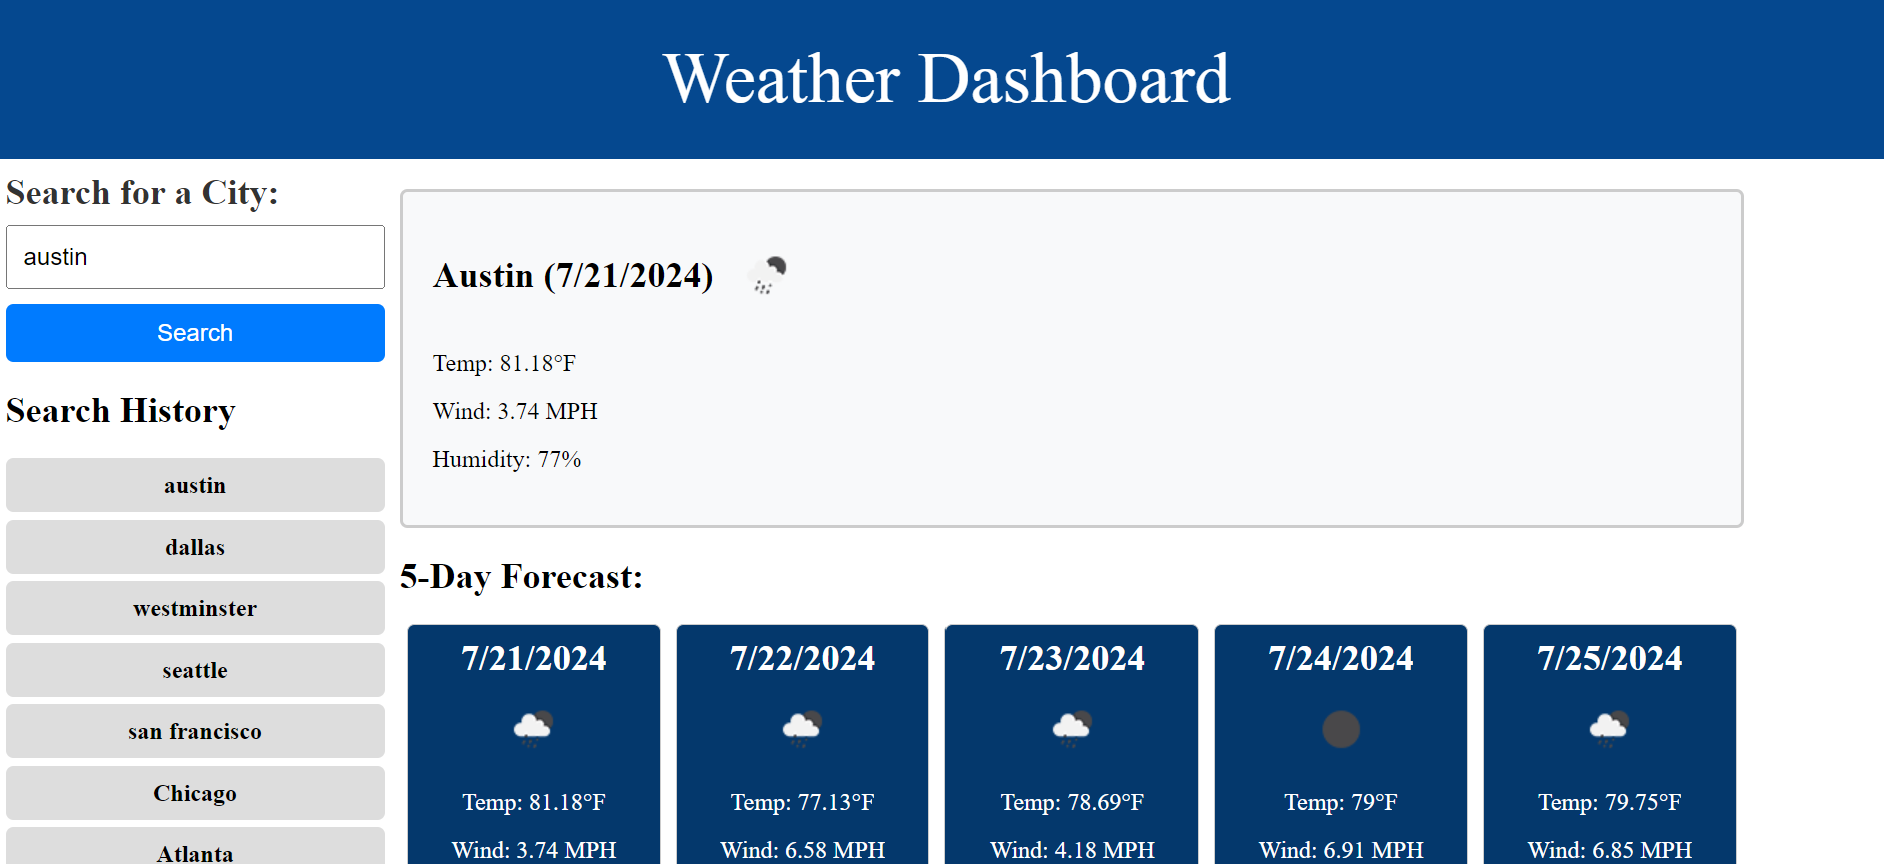 Weather Dashboard
Search for a City:
austin
Search
Search History
austin
dallas
westminster
seattle
san francisco
Chicago
Atlanta
Austin (7/21/2024)
Temp: 81.18°F
Wind: 3.74 MPH
Humidity: 77%
5-Day Forecast:
7/21/2024
Temp: 81.18°F
Wind: 3.74 MPH
7/22/2024
Temp: 77.13°F
Wind: 6.58 MPH
7/23/2024
Temp: 78.69°F
Wind: 4.18 MPH
7/24/2024
Temp: 79°F
Wind: 6.91 MPH
7/25/2024
Temp: 79.75°F
Wind: 6.85 MPH